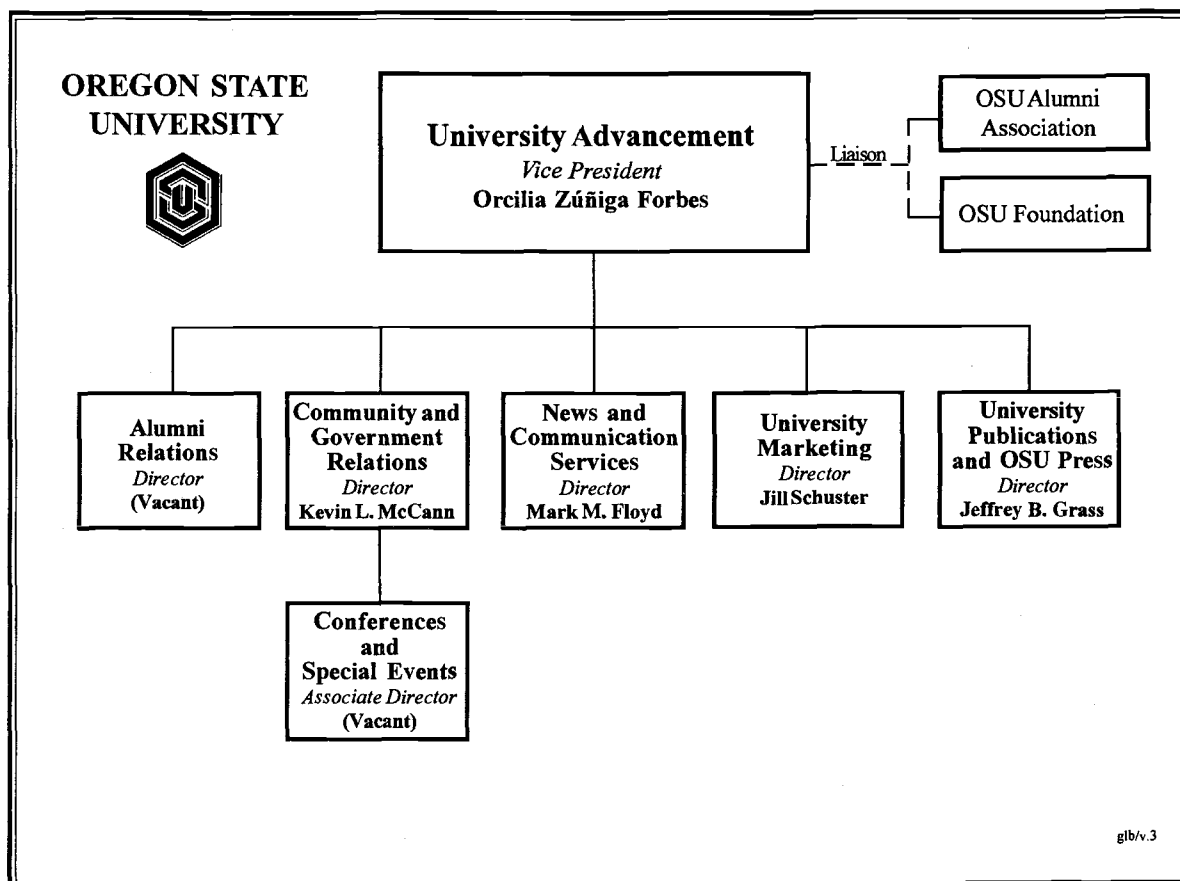 OREGON STATE
UNIVERSITY
OSU
University Advancement
Vice President
Orcilia Zúñiga Forbes
Liaison
OSU Alumni
Association
OSU Foundation
Alumni
Relations
Director
(Vacant)
Community and
Government
Relations
Director
Kevin L. McCann
News and
Communication
Services
Director
Mark M. Floyd
University
Marketing
Director
Jill Schuster
University
Publications
and OSU Press
Director
Jeffrey B. Grass
Conferences
and
Special Events
Associate Director
(Vacant)
glb/v.3